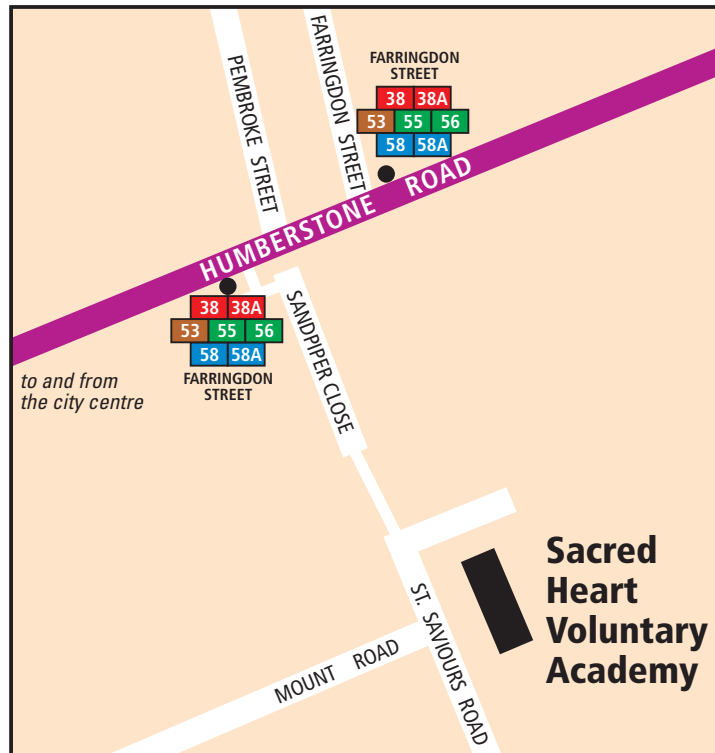 PEMBROKE STREET
FARRINGDON STREET
FARRINGDON
STREET
38 38A
53 55 56
58 58A
HUMBERSTONE ROAD
38 38A
53 55 56
58 58A
FARRINGDON
STREET
to and from
the city centre
SANDPIPER CLOSE
Sacred
Heart
Voluntary
Academy
ST. SAVIOURS ROAD
MOUNT ROAD